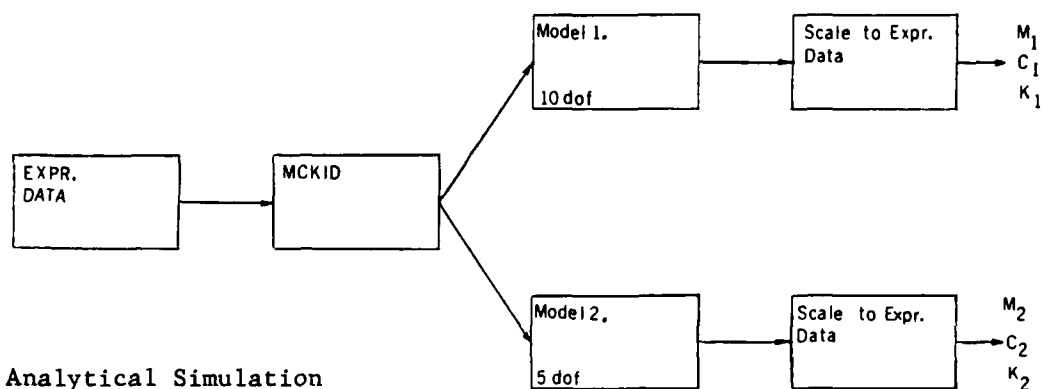 Model 1.
10 dof
Scale to Expr.
Data
M1
C1
K1
EXPR.
DATA
MCKID
Model 2.
5 dof
Scale to Expr.
Data
M2
C2
K2
Analytical Simulation